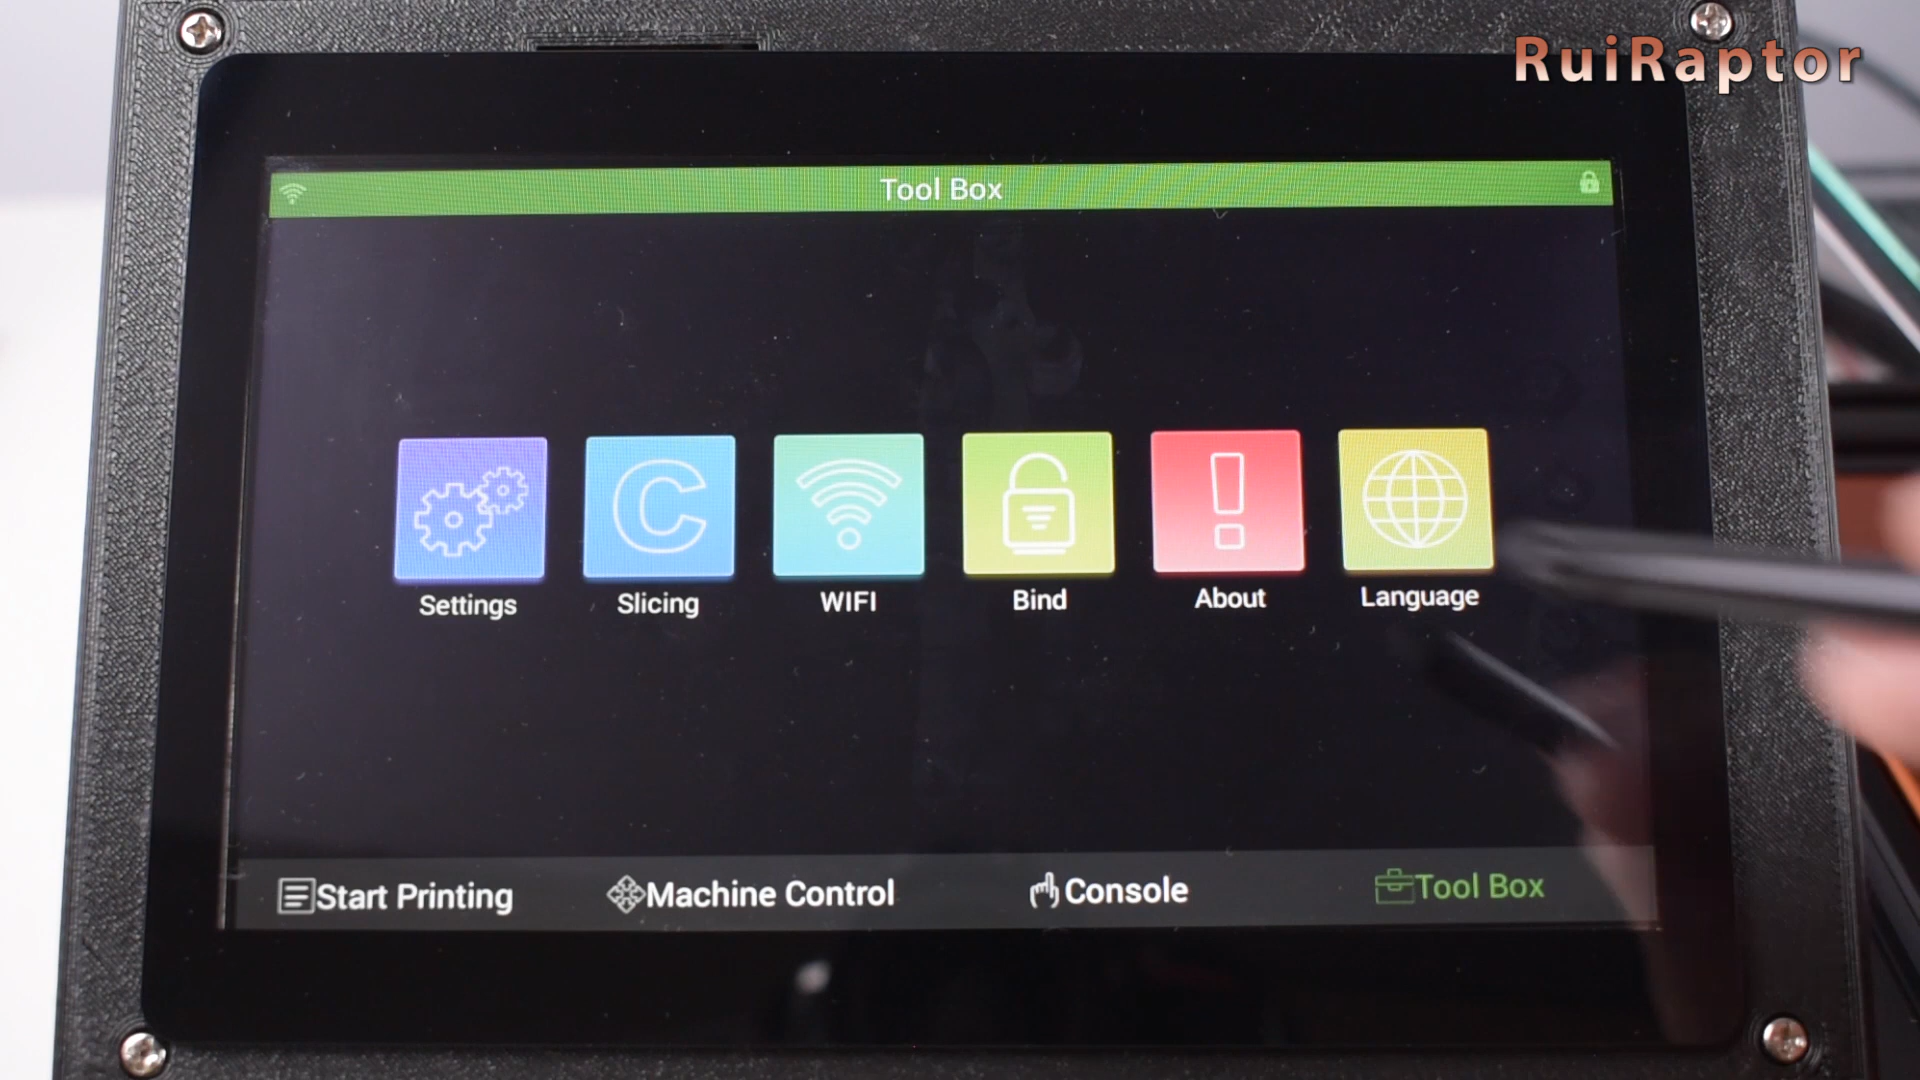 RuiRaptor
Tool Box
C
Settings
Slicing
WIFI
Bind
About
Language
Start Printing
Machine Control
Console
Tool Box